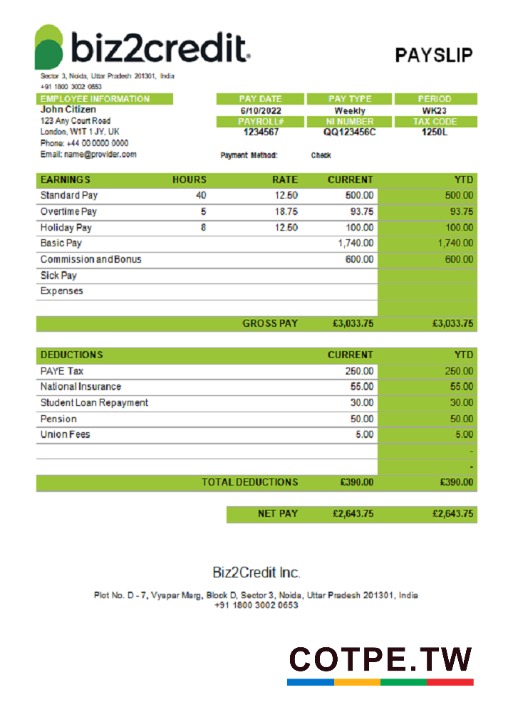 biz2credit.
PAYSLIP
Sector 3, Noida, Uttar Pradesh 201301, India
+91 1800 3002 0653
EMPLOYEE INFORMATION PAY DATE PAY TYPE PERIOD
John Citizen 6/10/2022 Weekly WK23
123 Any Court Road PAYROLL# NI NUMBER TAX CODE
London, W1T 1JY. UK 1234567 QQ123456C 1250L
Phone: +44 00 0000 0000
Email: name@provider.com Payment Method: Check
EARNINGS HOURS RATE CURRENT YTD
Standard Pay 40 12.50 500.00 500.00
Overtime Pay 5 18.75 93.75 93.75
Holiday Pay 8 12.50 100.00 100.00
Basic Pay 1,740.00 1,740.00
Commission and Bonus 600.00 600.00
Sick Pay
Expenses
GROSS PAY £3,033.75 £3,033.75
DEDUCTIONS CURRENT YTD
PAYE Tax 250.00 250.00
National Insurance 55.00 55.00
Student Loan Repayment 30.00 30.00
Pension 50.00 50.00
Union Fees 5.00 5.00
-
-
TOTAL DEDUCTIONS £390.00 £390.00
NET PAY £2,643.75 £2,643.75
Biz2Credit Inc.
Plot No. D - 7, Vyapar Marg, Block D, Sector 3, Noida, Uttar Pradesh 201301, India
+91 1800 3002 0653
COTPE.TW